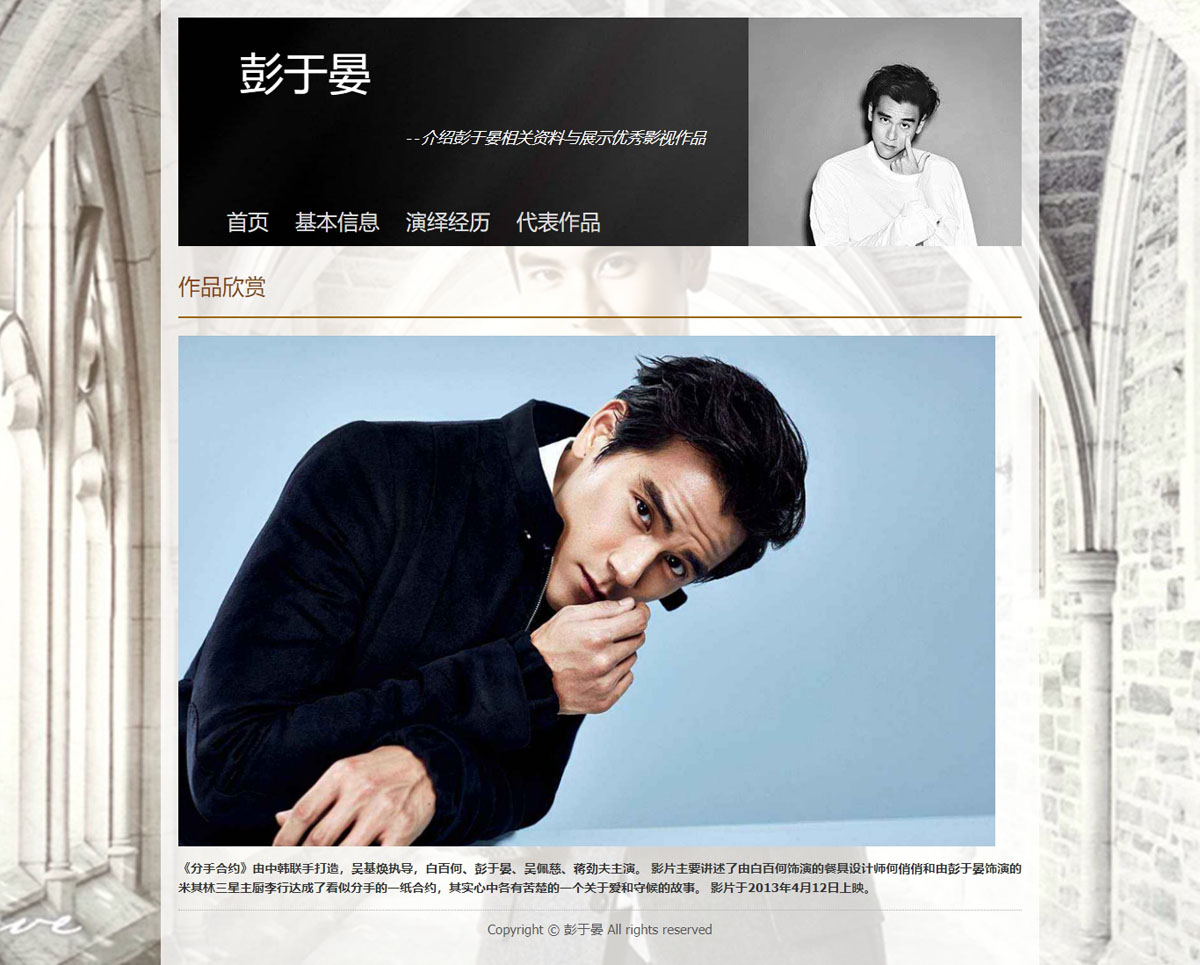 彭于晏
--介绍彭于晏相关资料与展示优秀影视作品
首页 基本信息 演绎经历 代表作品
作品欣赏
《分手合约》由中韩联手打造，吴基焕执导，白百何、彭于晏、吴佩慈、蒋劲夫主演。 影片主要讲述了由白百何饰演的餐具设计师何俏俏和由彭于晏饰演的
米其林三星主厨李行达成了看似分手的一纸合约，其实心中各有苦楚的一个关于爱和守候的故事。 影片于2013年4月12日上映。
Copyright © 彭于晏 All rights reserved